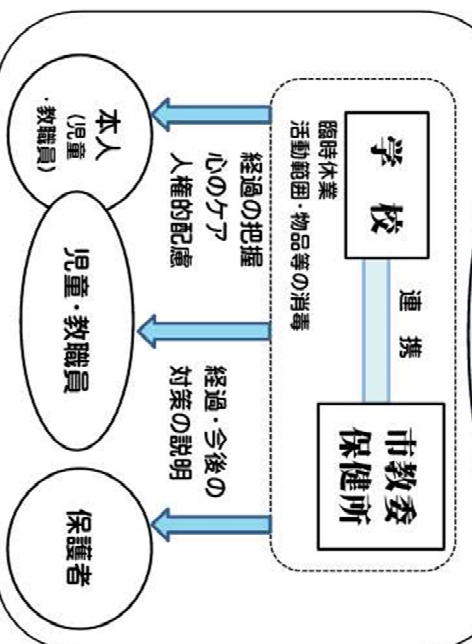 学校
連携
市教委
保健所
臨時休業
活動範囲・物品等の消毒
経過の把握
心のケア
人権的配慮
経過・今後の
対策の説明
本人
(児童
・教職員)
児童・教職員
保護者